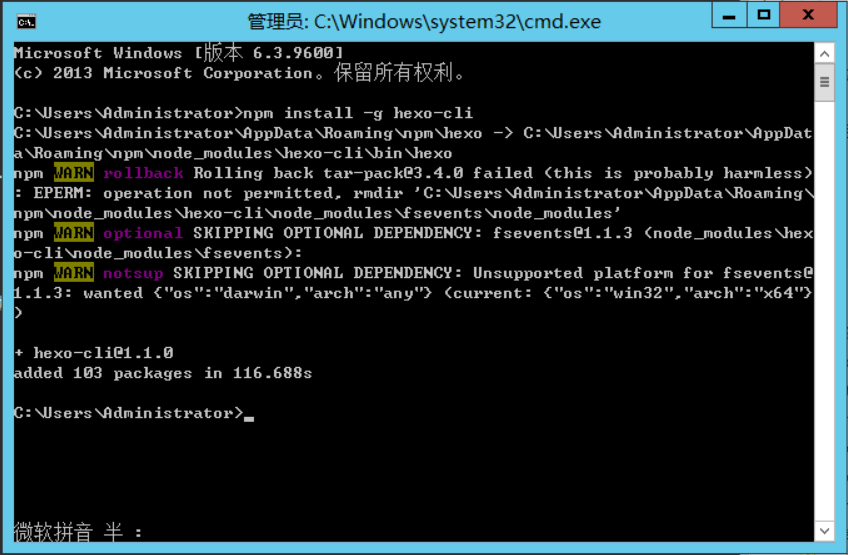 管理员: C:\Windows\system32\cmd.exe
Microsoft Windows [版本 6.3.9600]
(c) 2013 Microsoft Corporation。保留所有权利。
C:\Users\Administrator>npm install -g hexo-cli
C:\Users\Administrator\AppData\Roaming\npm\hexo -> C:\Users\Administrator\AppDat
a\Roaming\npm\node_modules\hexo-cli\bin\hexo
npm WARN rollback Rolling back tar-pack@3.4.0 failed (this is probably harmless)
: EPERM: operation not permitted, rmdir 'C:\Users\Administrator\AppData\Roaming\
npm\node_modules\hexo-cli\node_modules\fsevents\node_modules'
npm WARN optional SKIPPING OPTIONAL DEPENDENCY: fsevents@1.1.3 (node_modules\hex
o-cli\node_modules\fsevents):
npm WARN notsup SKIPPING OPTIONAL DEPENDENCY: Unsupported platform for fsevents@
1.1.3: wanted {"os":"darwin","arch":"any"} (current: {"os":"win32","arch":"x64"}
)
+ hexo-cli@1.1.0
added 103 packages in 116.688s
C:\Users\Administrator>_
微软拼音 半 :